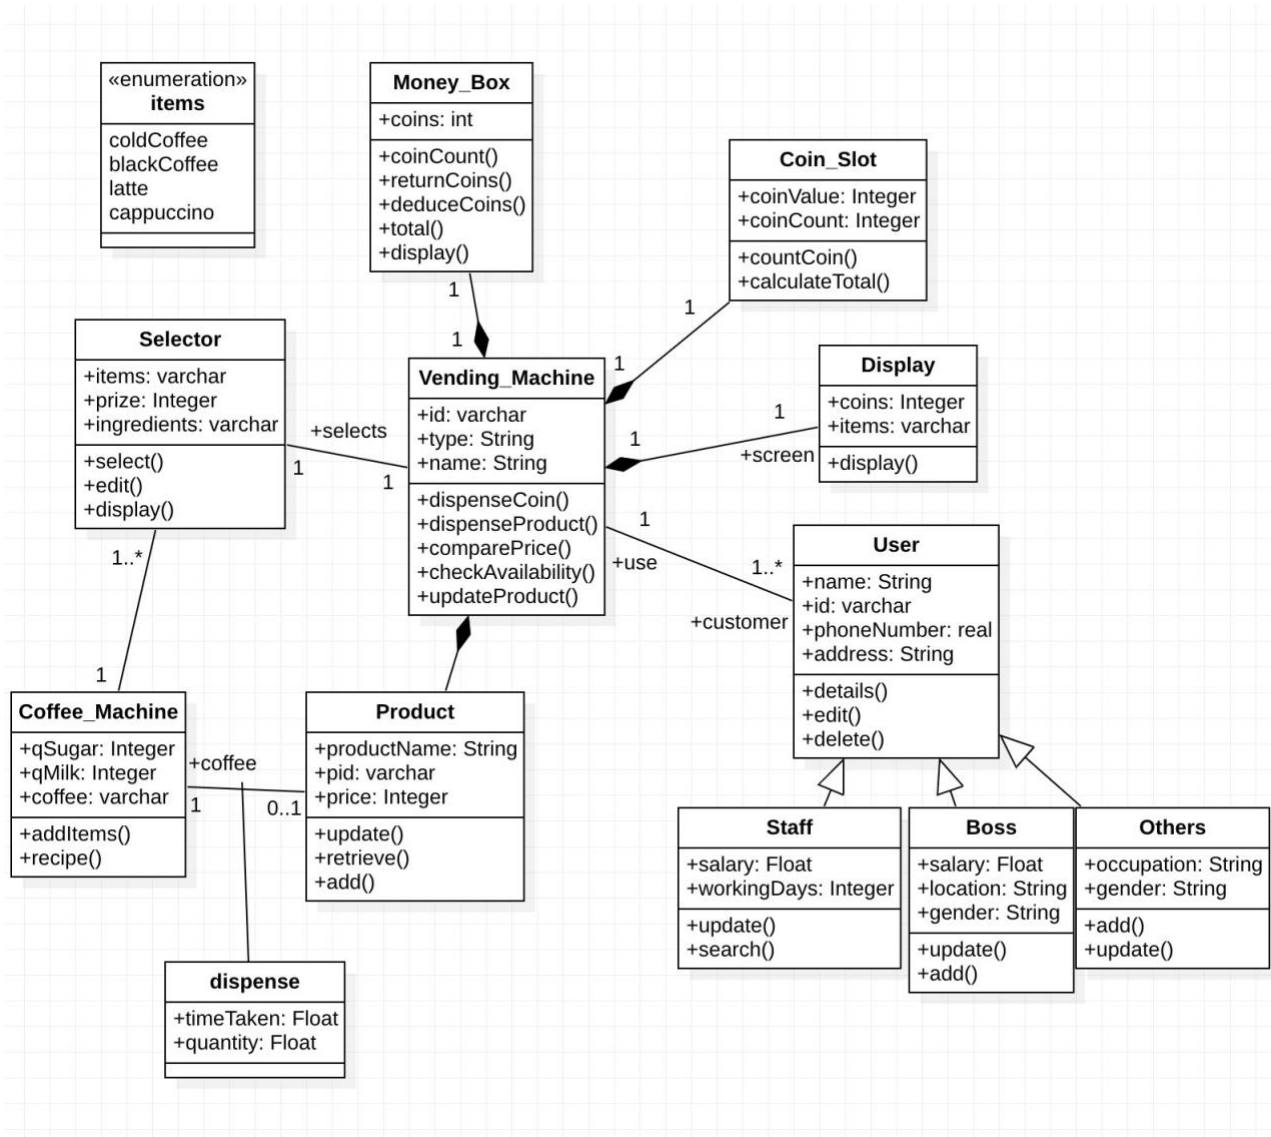 «enumeration»
items
coldCoffee
blackCoffee
latte
cappuccino
Money_Box
+coins: int
+coinCount()
+returnCoins()
+deduceCoins()
+total()
+display()
1
1
Coin_Slot
+coinValue: Integer
+coinCount: Integer
+countCoin()
+calculateTotal()
1
1
Selector
+items: varchar
+prize: Integer
+ingredients: varchar
+select()
+edit()
+display()
+selects
1
1
Vending_Machine
+id: varchar
+type: String
+name: String
+dispenseCoin()
+dispenseProduct()
+comparePrice()
+checkAvailability()
+updateProduct()
Display
+coins: Integer
+items: varchar
+display()
1
1
+screen
1
+use
1..*
+customer
User
+name: String
+id: varchar
+phoneNumber: real
+address: String
+details()
+edit()
+delete()
1..*
1
Coffee_Machine
+qSugar: Integer
+qMilk: Integer
+coffee: varchar
+addItems()
+recipe()
+coffee
1
0..1
Product
+productName: String
+pid: varchar
+price: Integer
+update()
+retrieve()
+add()
Staff
+salary: Float
+workingDays: Integer
+update()
+search()
Boss
+salary: Float
+location: String
+gender: String
+update()
+add()
Others
+occupation: String
+gender: String
+add()
+update()
dispense
+timeTaken: Float
+quantity: Float